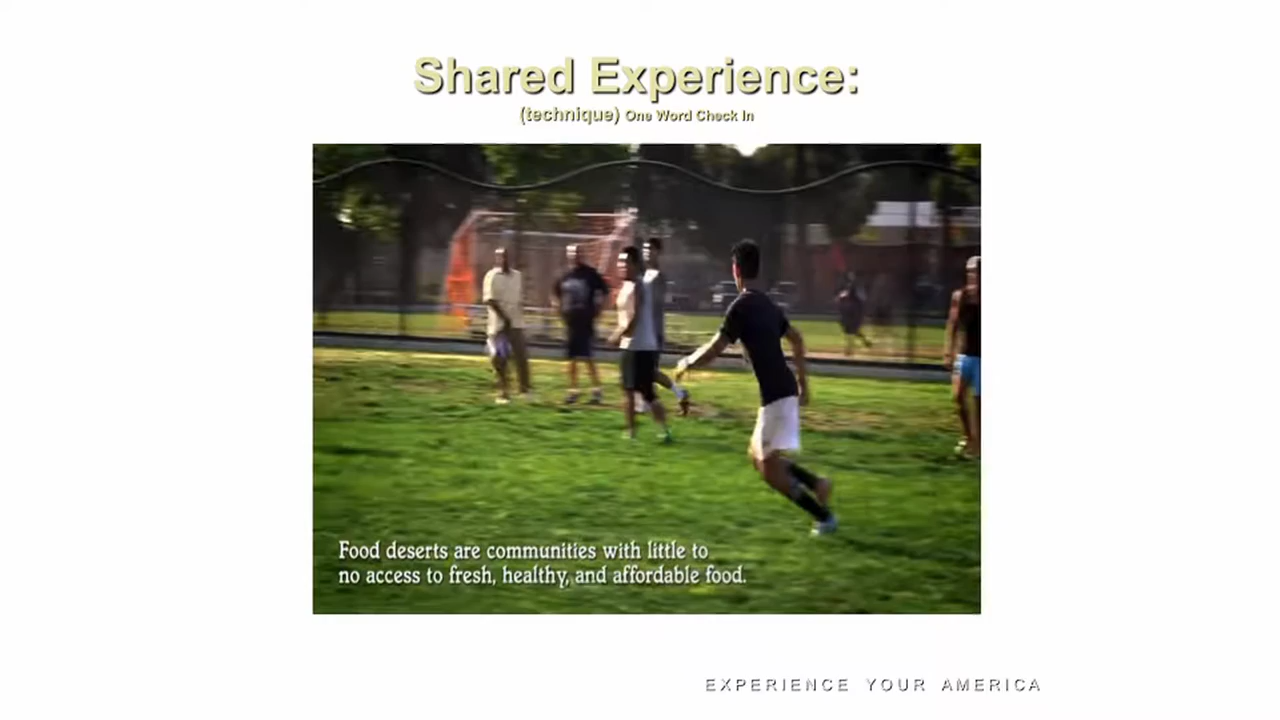 Shared Experience:
(technique) One Word Check In
Food deserts are communities with little to
no access to fresh, healthy, and affordable food.
EXPERIENCE YOUR AMERICA